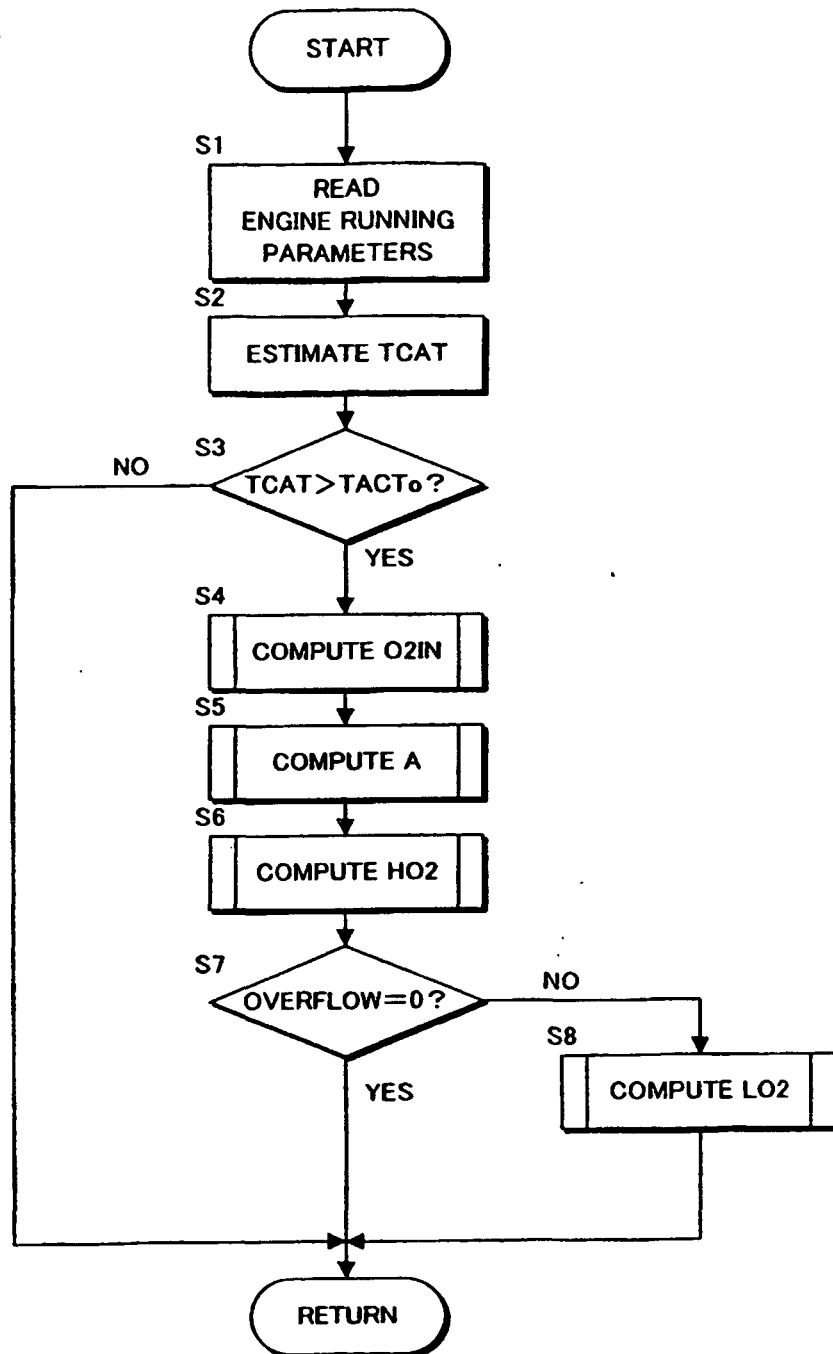 START
S1
READ
ENGINE RUNNING
PARAMETERS
S2
ESTIMATE TCAT
S3
NO
TCAT>TACTo?
YES
S4
COMPUTE O2IN
S5
COMPUTE A
S6
COMPUTE HO2
S7
OVERFLOW=0?
NO
YES
S8
COMPUTE LO2
RETURN